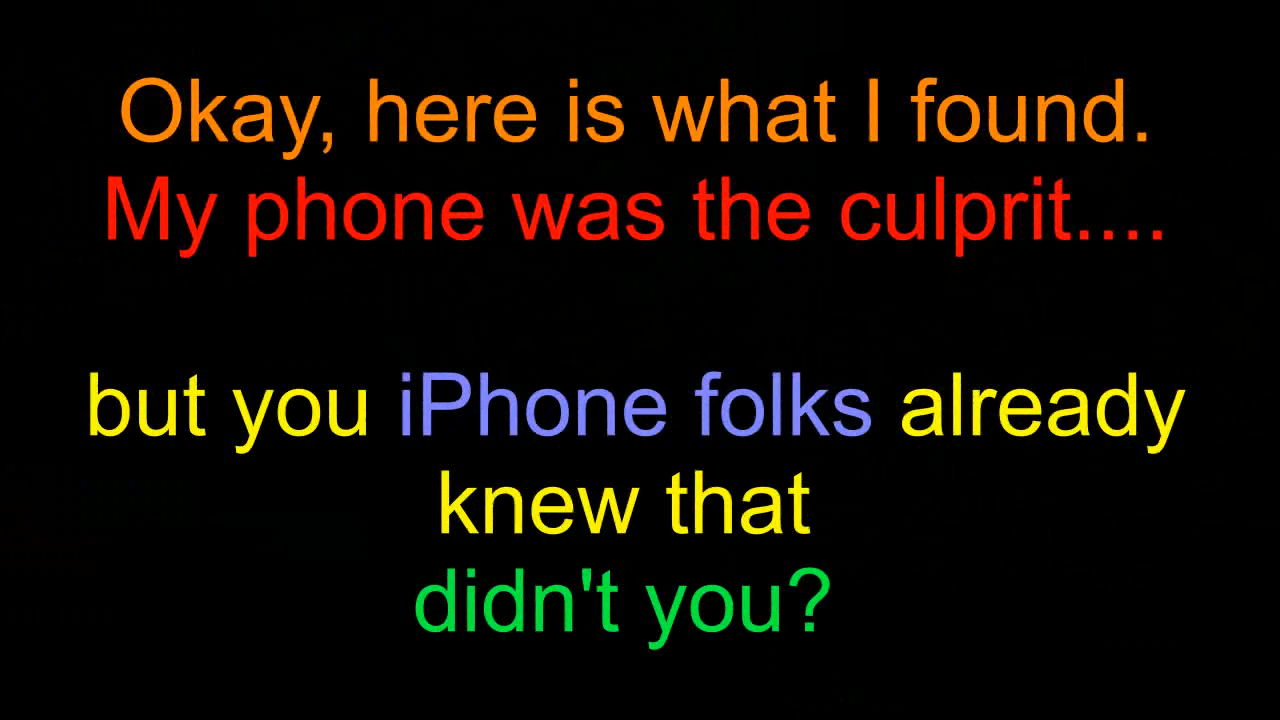 Okay, here is what I found.
My phone was the culprit....
but you iPhone folks already
knew that
didn't you?